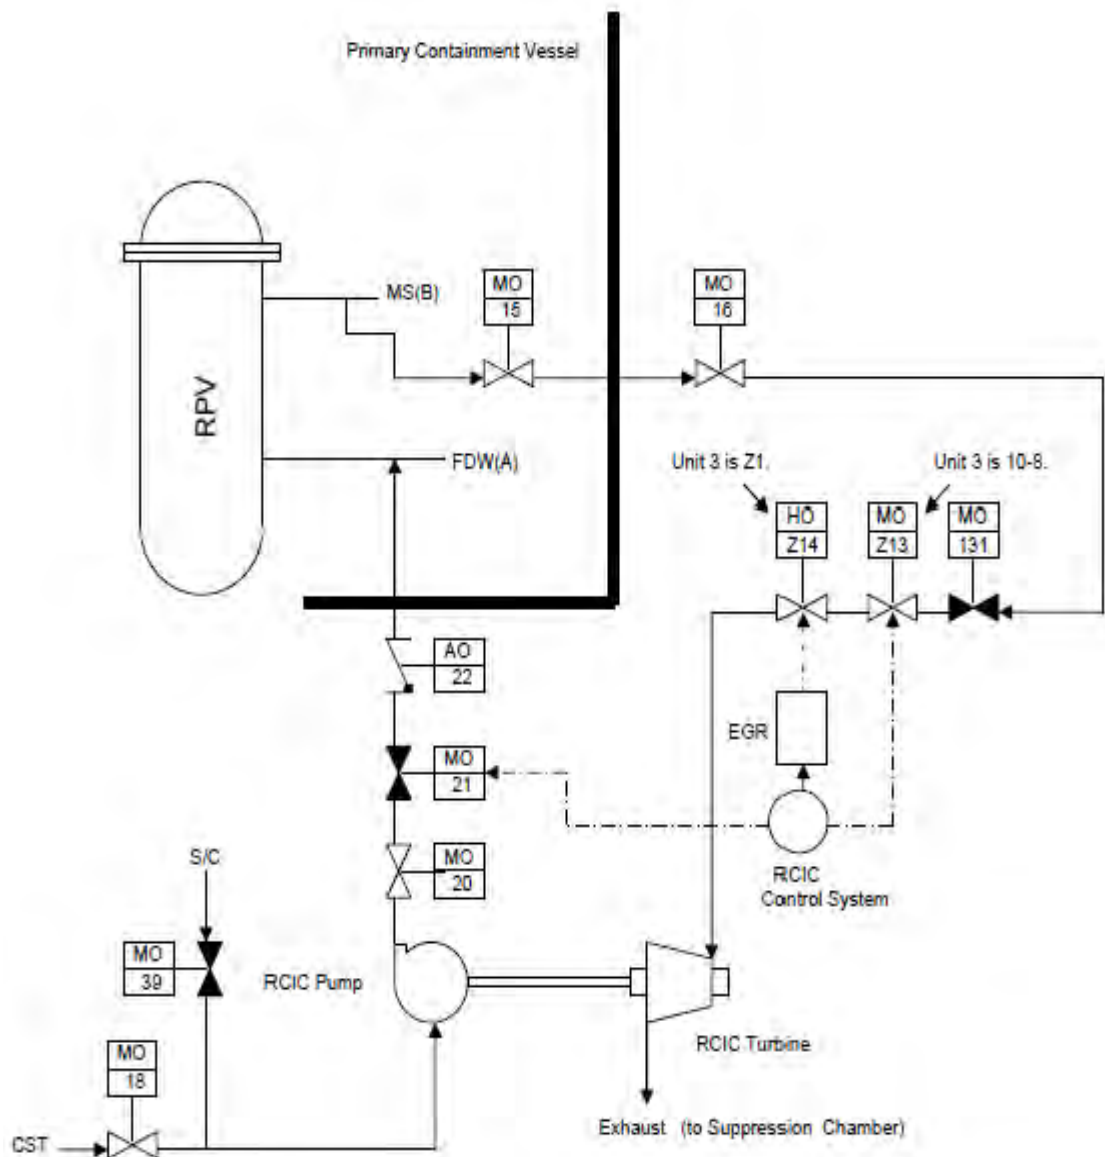 Primary Containment Vessel
MO
15
MO
16
MS(B)
RPV
FDW(A)
Unit 3 is Z1.
Unit 3 is 10-8.
HO
Z14
MO
Z13
MO
131
AO
22
EGR
MO
21
MO
20
RCIC
Control System
S/C
MO
39
RCIC Pump
RCIC Turbine
MO
18
CST
Exhaust (to Suppression Chamber)